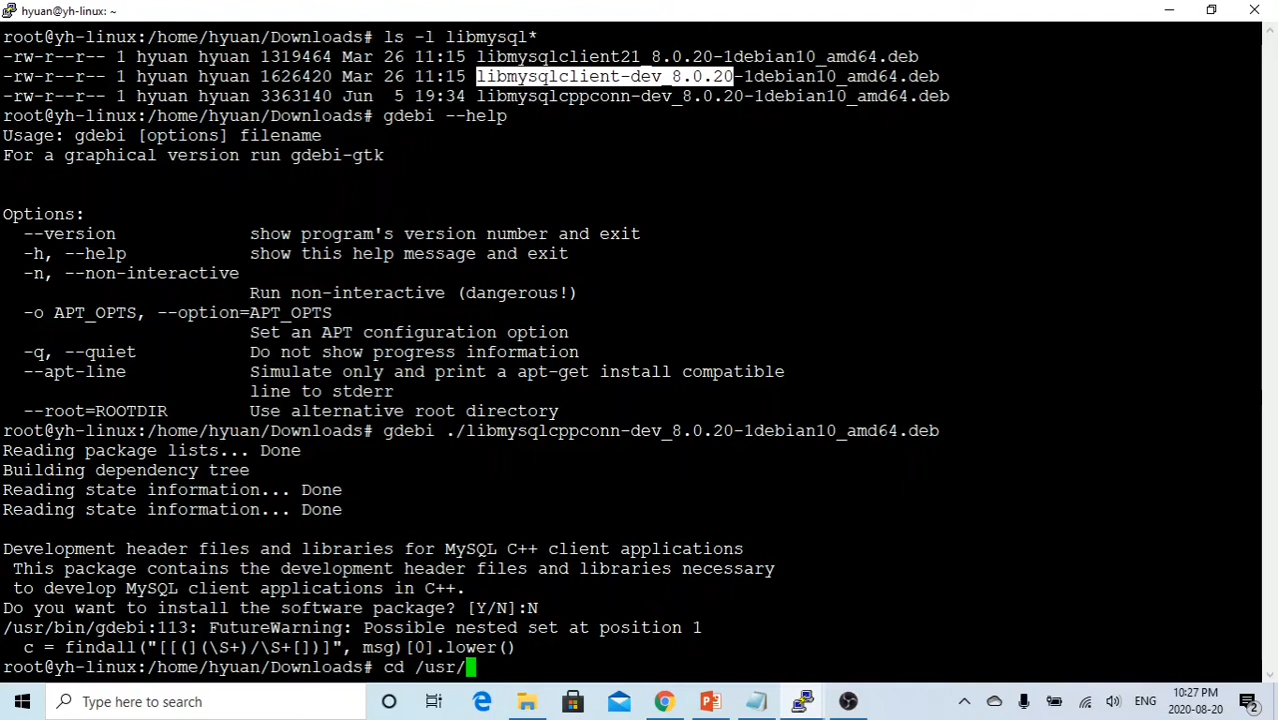 hyuan@yh-linux: ~
root@yh-linux:/home/hyuan/Downloads# ls -l libmysql*
-rw-r--r-- 1 hyuan hyuan 1319464 Mar 26 11:15 libmysqlclient21_8.0.20-1debian10_amd64.deb
-rw-r--r-- 1 hyuan hyuan 1626420 Mar 26 11:15 libmysqlclient-dev_8.0.20-1debian10_amd64.deb
-rw-r--r-- 1 hyuan hyuan 3363140 Jun  5 19:34 libmysqlcppconn-dev_8.0.20-1debian10_amd64.deb
root@yh-linux:/home/hyuan/Downloads# gdebi --help
Usage: gdebi [options] filename
For a graphical version run gdebi-gtk
Options:
  --version             show program's version number and exit
  -h, --help            show this help message and exit
  -n, --non-interactive
                        Run non-interactive (dangerous!)
  -o APT_OPTS, --option=APT_OPTS
                        Set an APT configuration option
  -q, --quiet           Do not show progress information
  --apt-line            Simulate only and print a apt-get install compatible
                        line to stderr
  --root=ROOTDIR        Use alternative root directory
root@yh-linux:/home/hyuan/Downloads# gdebi ./libmysqlcppconn-dev_8.0.20-1debian10_amd64.deb
Reading package lists... Done
Building dependency tree
Reading state information... Done
Reading state information... Done
Development header files and libraries for MySQL C++ client applications
 This package contains the development header files and libraries necessary
 to develop MySQL client applications in C++.
Do you want to install the software package? [Y/N]:N
/usr/bin/gdebi:113: FutureWarning: Possible nested set at position 1
  c = findall("[[(](\S+)/\S+[])]", msg)[0].lower()
root@yh-linux:/home/hyuan/Downloads# cd /usr/
Type here to search
ENG
10:27 PM
2020-08-20
2